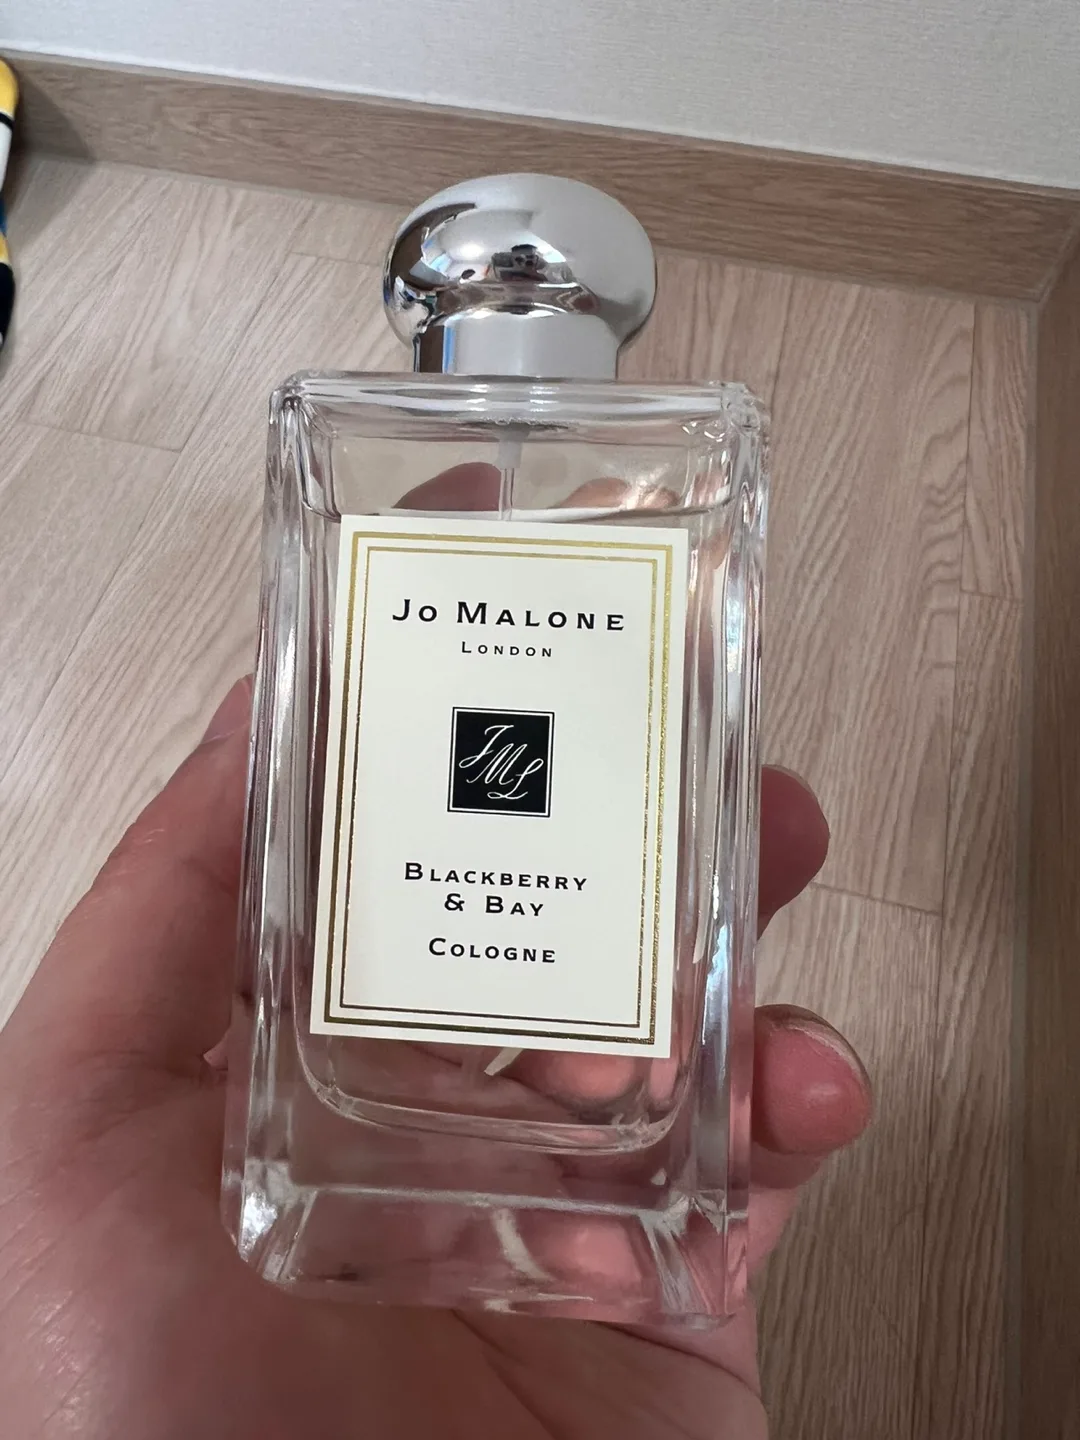 Jo Malone
London
JML
Blackberry
& Bay
Cologne